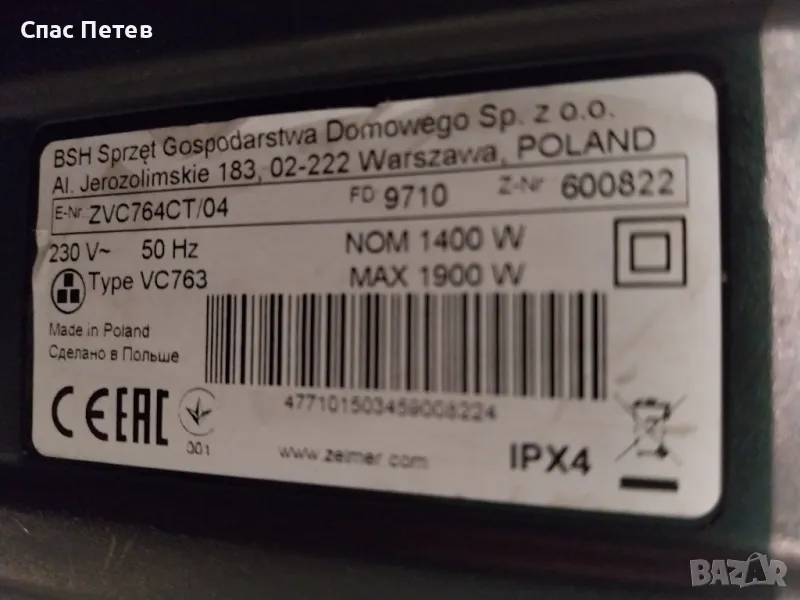 Спас Петев
BSH Sprzęt Gospodarstwa Domowego Sp. z o.o.
Al. Jerozolimskie 183, 02-222 Warszawa, POLAND
E-Nr. ZVC764CT/04 FD 9710 Z-Nr 600822
230 V~ 50 Hz NOM 1400 W
Type VC763 MAX 1900 W
Made in Poland
Сделано в Польше
477101503459008224
CE EAC 001 www.zelmer.com IPX4
BAZAR